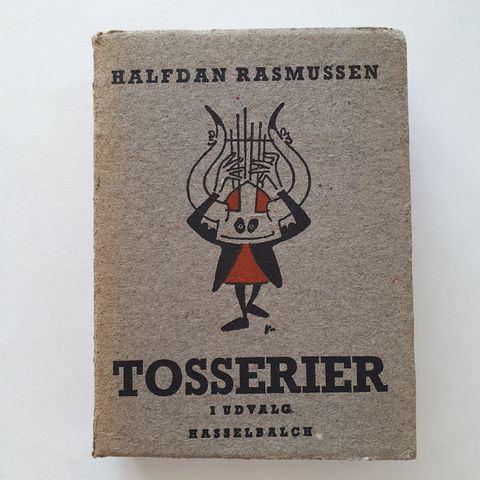 HALFDAN RASMUSSEN
TOSSERIER
I UDVALG
HASSELBALCH